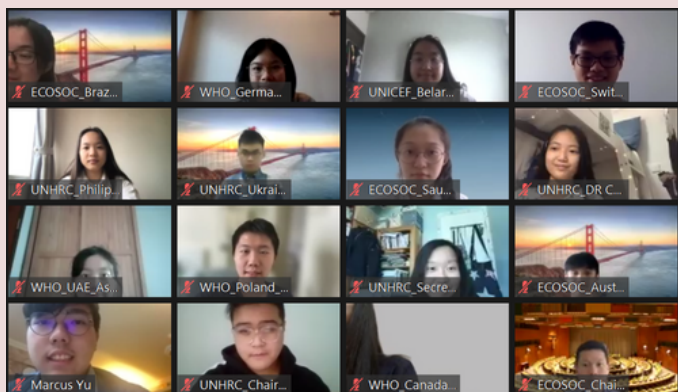 ECOSOC_Braz...
WHO_Germa...
UNICEF_Belar...
ECOSOC_Swit...
UNHRC_Philip...
UNHRC_Ukrai...
ECOSOC_Sau...
UNHRC_DR C...
WHO_UAE_As...
WHO_Poland_...
UNHRC_Secre...
ECOSOC_Aust...
Marcus Yu
UNHRC_Chair...
WHO_Canada...
ECOSOC_Chai...